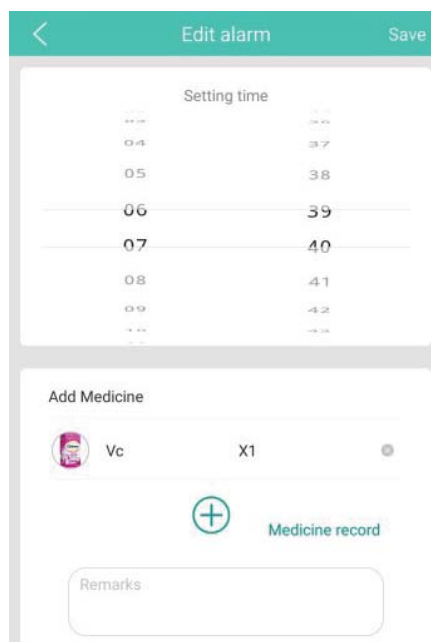 Edit alarm Save
Setting time
04 37
05 38
06 39
07 40
08 41
09 42
Add Medicine
Vc X1
Medicine record
Remarks